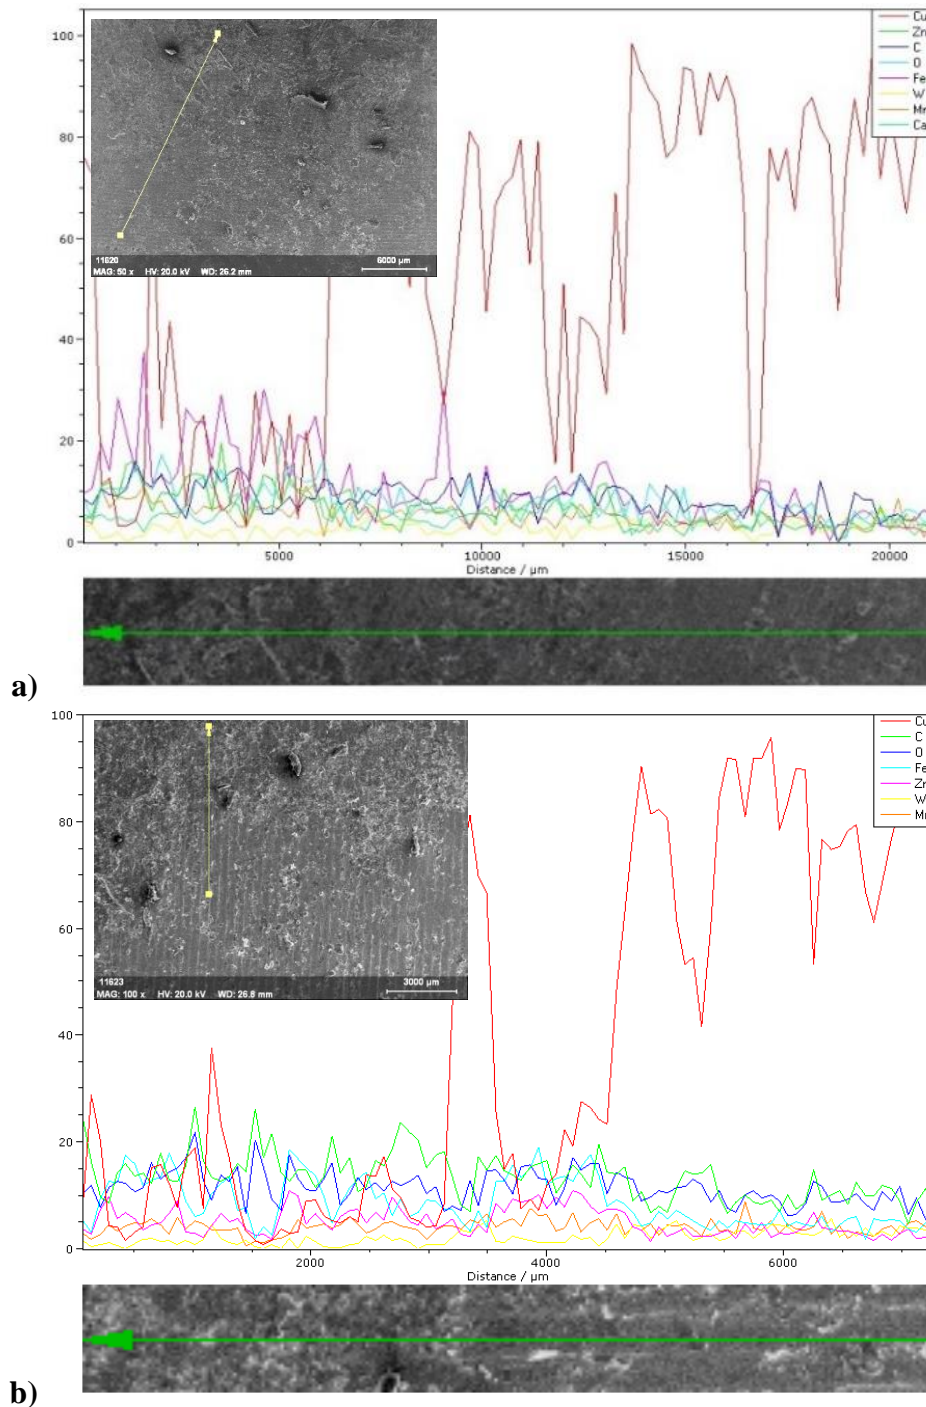 100
80
60
40
20
0
Cu
Zn
C
O
Fe
W
Mn
Ca
11620
MAG: 50 x HV: 20.0 kV WD: 26.2 mm
6000 µm
5000 10000 15000 20000
Distance / µm
a)
100
80
60
40
20
0
Cu
C
O
Fe
Zn
W
Mn
11623
MAG: 100 x HV: 20.0 kV WD: 26.8 mm
3000 µm
2000 4000 6000
Distance / µm
b)